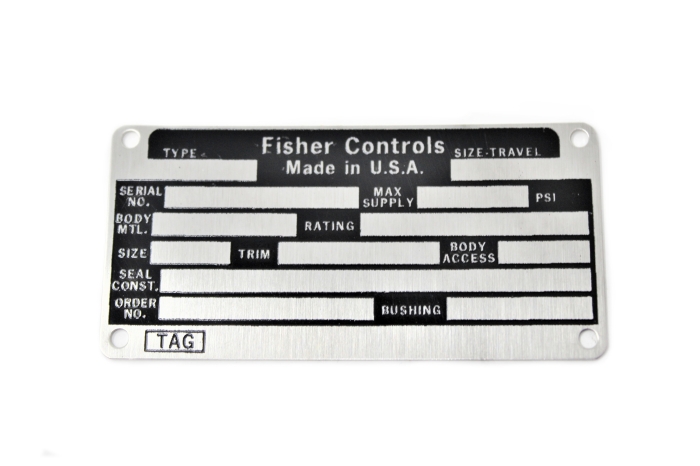 TYPE Fisher Controls SIZE-TRAVEL
Made in U.S.A.
SERIAL NO. MAX SUPPLY PSI
BODY MTL. RATING
SIZE TRIM BODY ACCESS
SEAL CONST.
ORDER NO. BUSHING
TAG